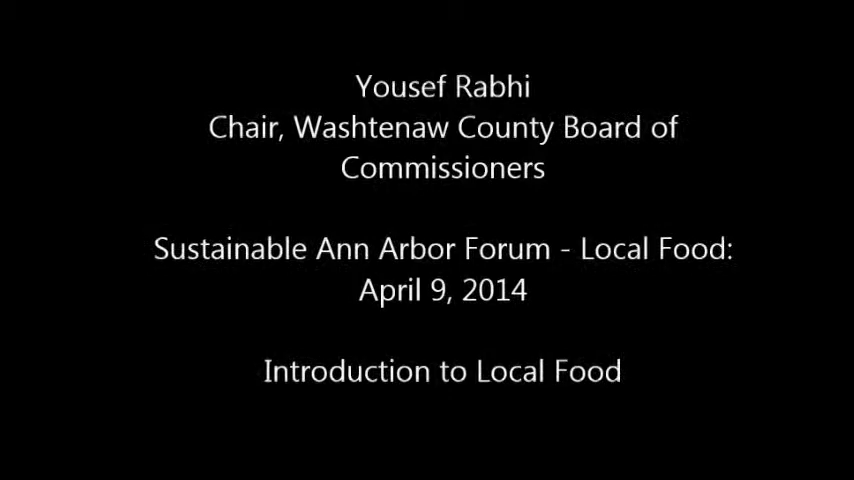 Yousef Rabhi
Chair, Washtenaw County Board of
Commissioners
Sustainable Ann Arbor Forum - Local Food:
April 9, 2014
Introduction to Local Food